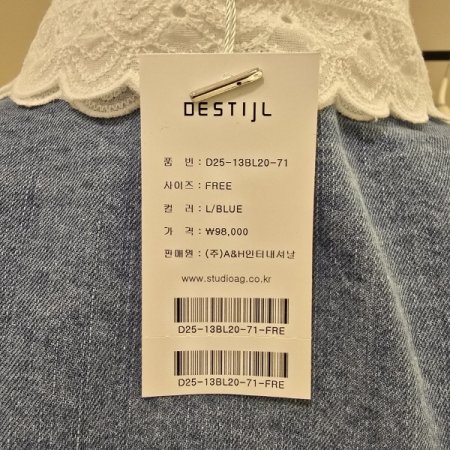 DESTIJL
품 번 : D25-13BL20-71
사이즈 : FREE
컬 러 : L/BLUE
가 격 : ₩98,000
판매원 : (주)A&H인터내셔날
www.studioag.co.kr
D25-13BL20-71-FRE
D25-13BL20-71-FRE